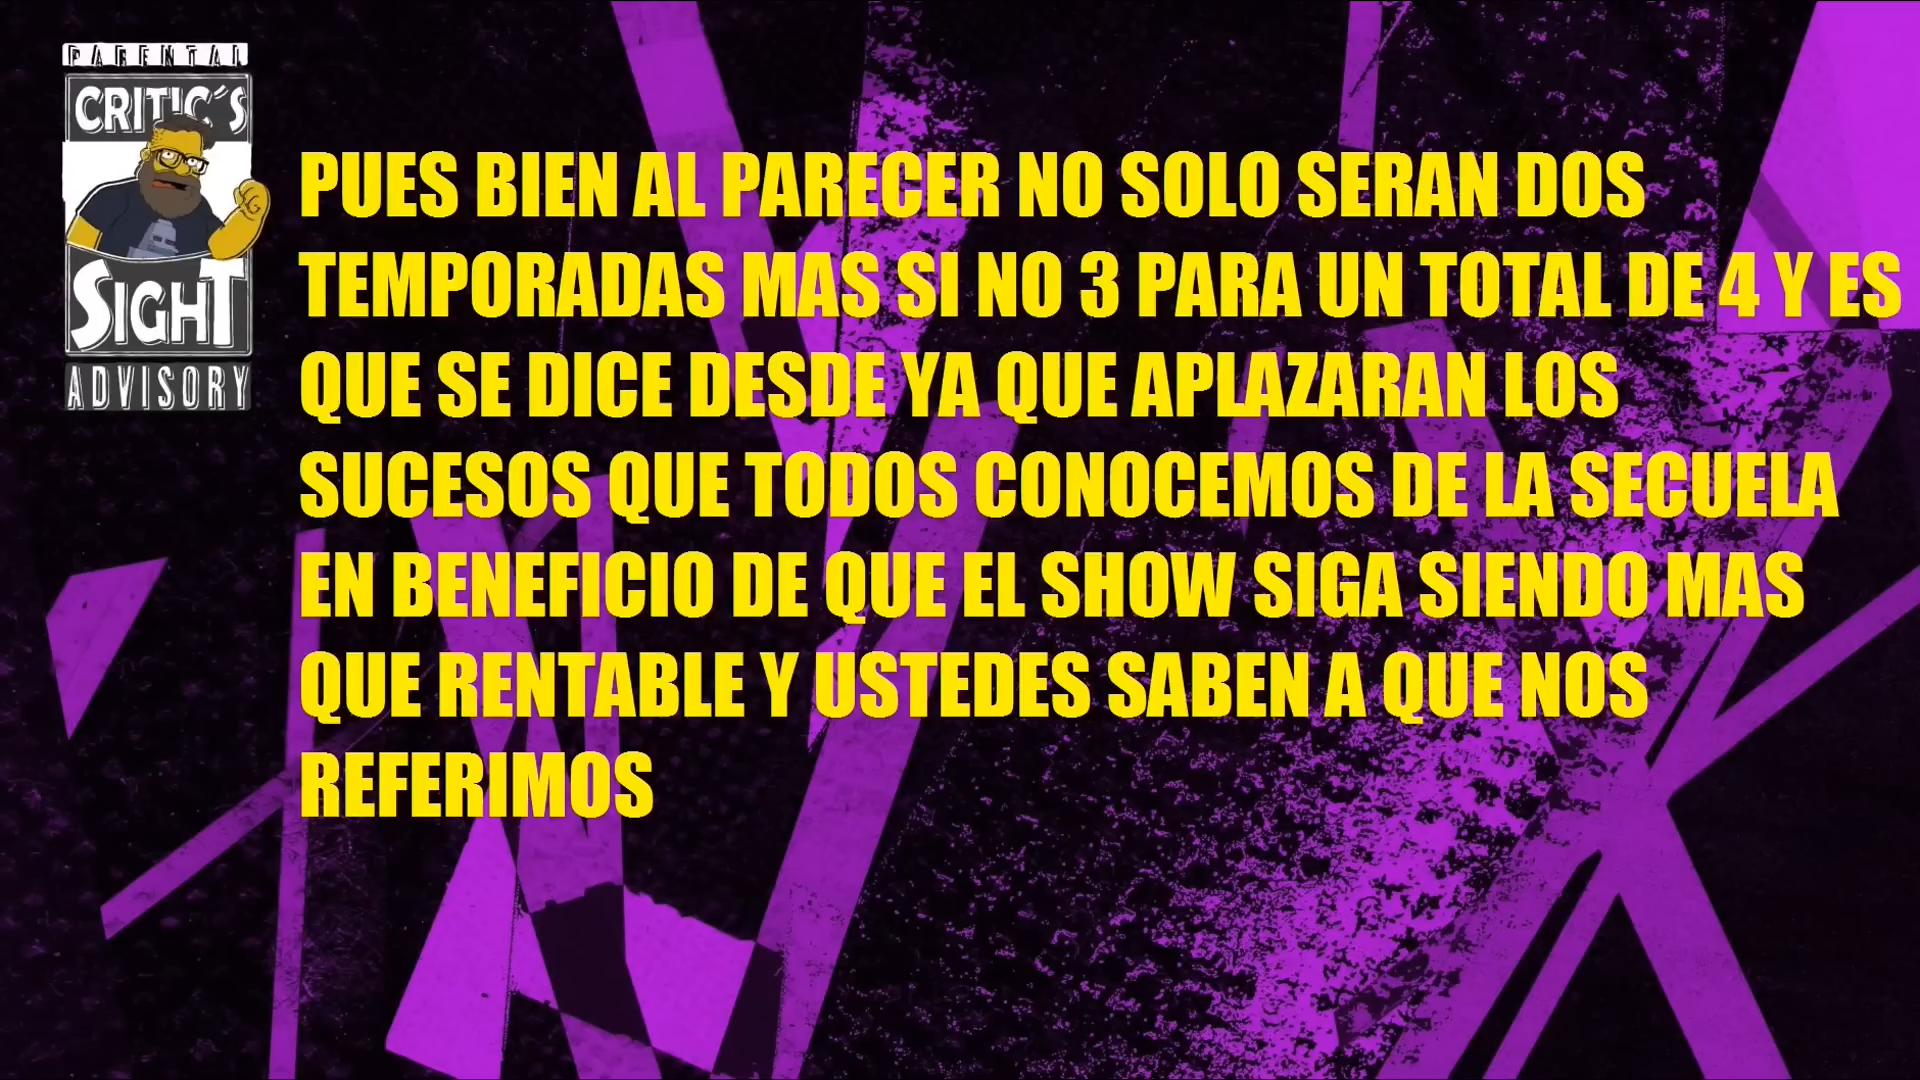 PARENTAL
CRITIC´S
SIGHT
ADVISORY
PUES BIEN AL PARECER NO SOLO SERAN DOS
TEMPORADAS MAS SI NO 3 PARA UN TOTAL DE 4 Y ES
QUE SE DICE DESDE YA QUE APLAZARAN LOS
SUCESOS QUE TODOS CONOCEMOS DE LA SECUELA
EN BENEFICIO DE QUE EL SHOW SIGA SIENDO MAS
QUE RENTABLE Y USTEDES SABEN A QUE NOS
REFERIMOS